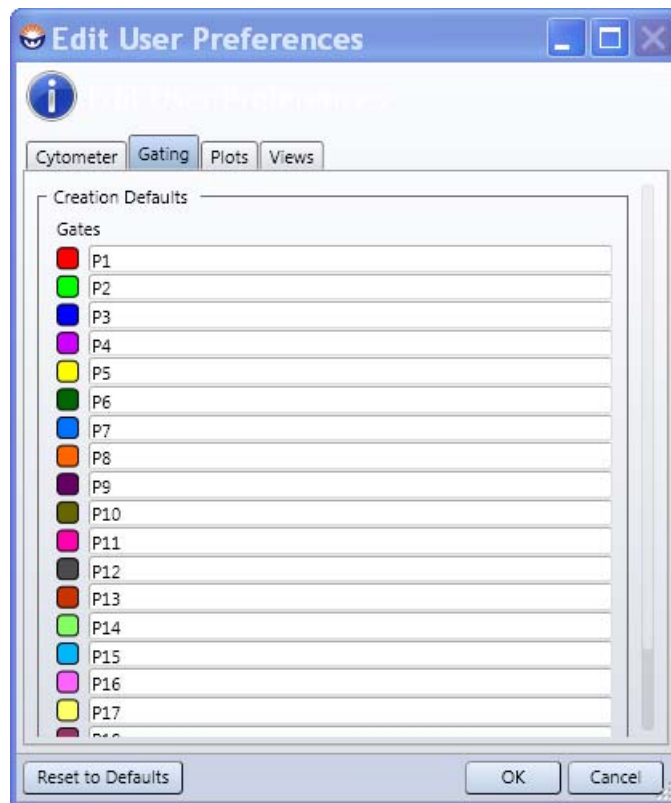 Edit User Preferences
Cytometer Gating Plots Views
Creation Defaults
Gates
P1
P2
P3
P4
P5
P6
P7
P8
P9
P10
P11
P12
P13
P14
P15
P16
P17
Reset to Defaults OK Cancel